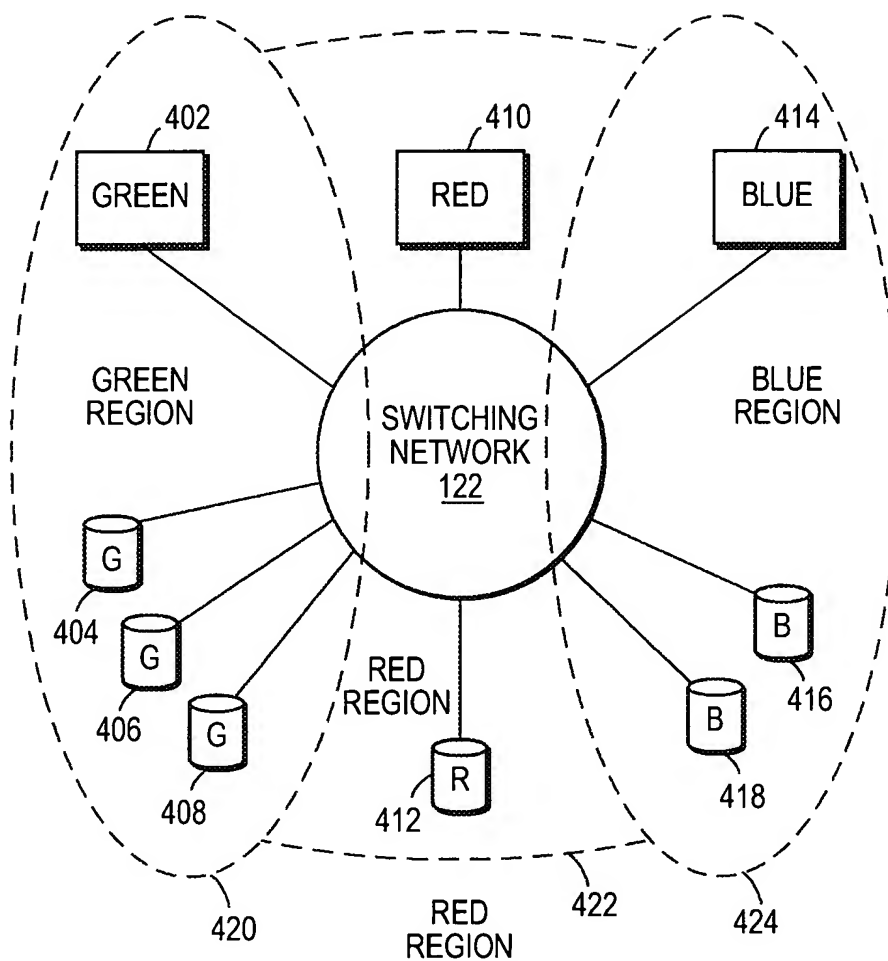 402
410
414
GREEN
RED
BLUE
GREEN
REGION
BLUE
REGION
SWITCHING
NETWORK
122
G
404
G
406
G
408
RED
REGION
R
412
B
416
B
418
420
422
424
RED
REGION